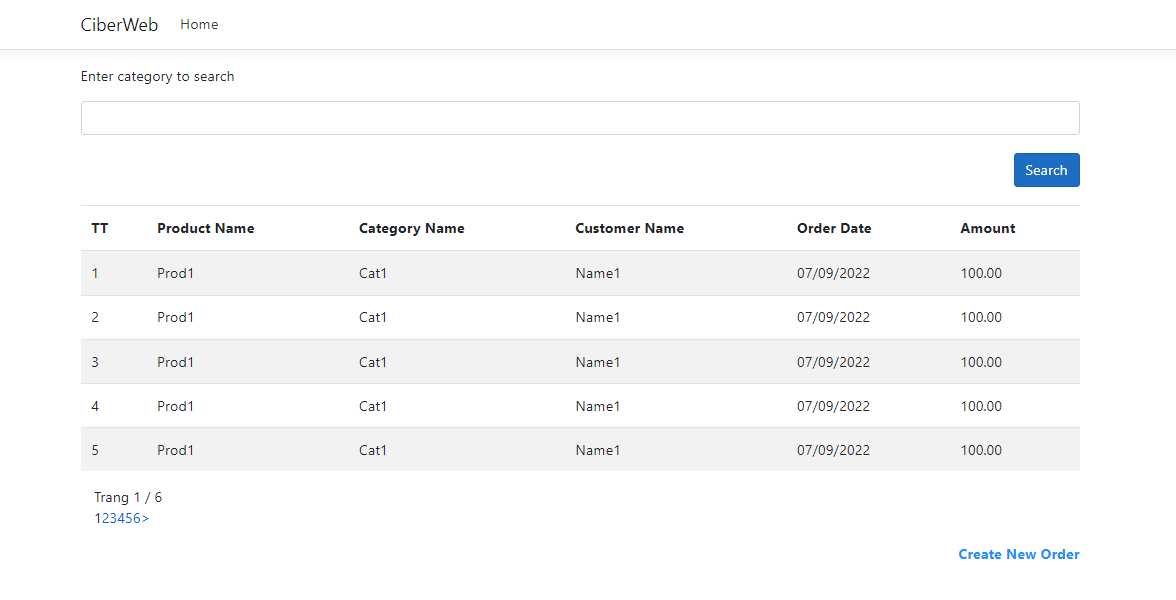 CiberWeb Home
Enter category to search
Search
TT Product Name Category Name Customer Name Order Date Amount
1 Prod1 Cat1 Name1 07/09/2022 100.00
2 Prod1 Cat1 Name1 07/09/2022 100.00
3 Prod1 Cat1 Name1 07/09/2022 100.00
4 Prod1 Cat1 Name1 07/09/2022 100.00
5 Prod1 Cat1 Name1 07/09/2022 100.00
Trang 1 / 6
123456>
Create New Order